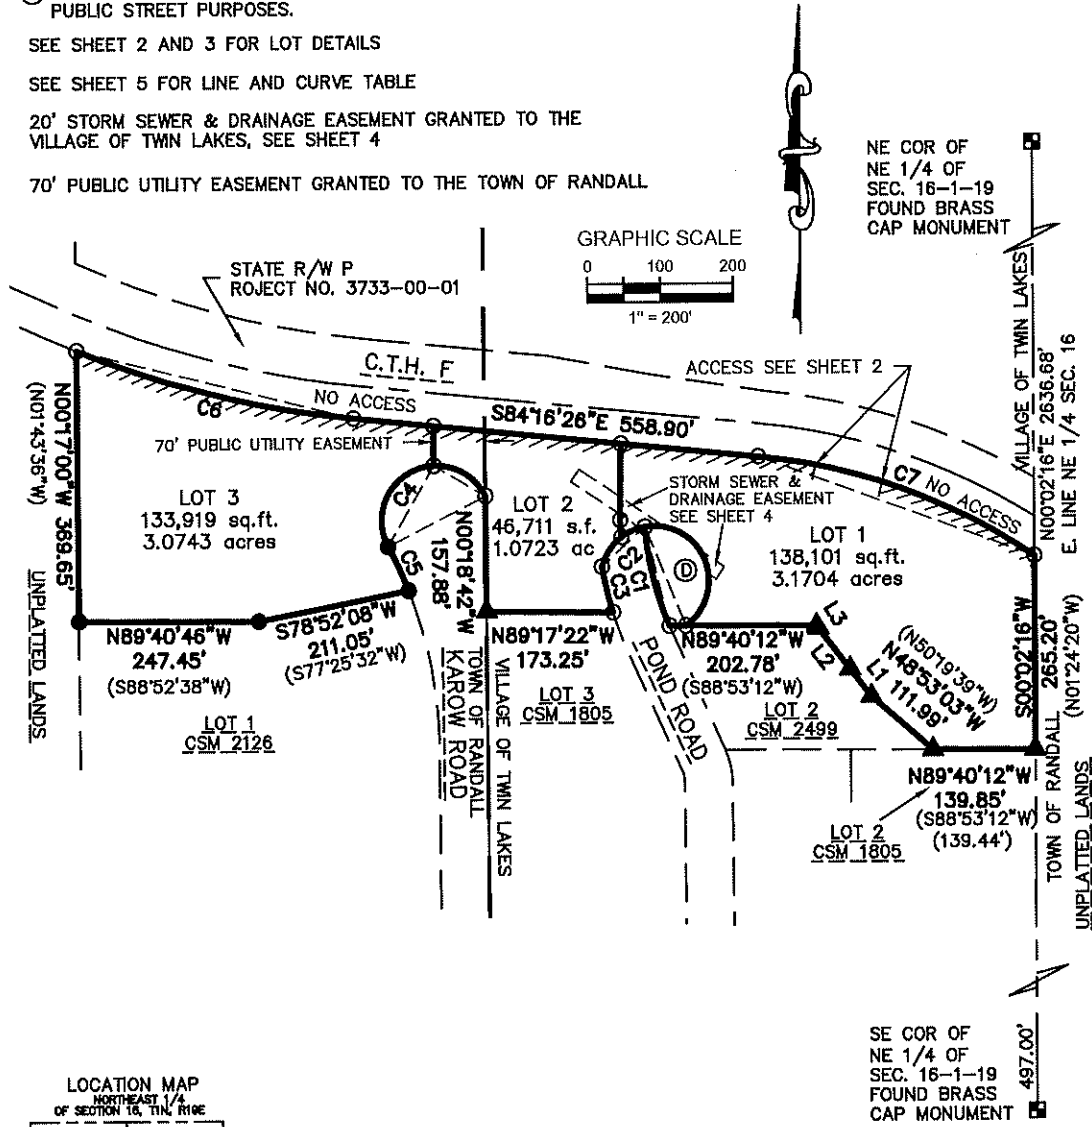 PUBLIC STREET PURPOSES.
SEE SHEET 2 AND 3 FOR LOT DETAILS
SEE SHEET 5 FOR LINE AND CURVE TABLE
20' STORM SEWER & DRAINAGE EASEMENT GRANTED TO THE
VILLAGE OF TWIN LAKES, SEE SHEET 4
70' PUBLIC UTILITY EASEMENT GRANTED TO THE TOWN OF RANDALL
NE COR OF
NE 1/4 OF
SEC. 16-1-19
FOUND BRASS
CAP MONUMENT
GRAPHIC SCALE
0 100 200
1" = 200'
STATE R/W P
ROJECT NO. 3733-00-01
C.T.H. F
ACCESS SEE SHEET 2
VILLAGE OF TWIN LAKES
N00°02'16"E 2636.68'
E. LINE NE 1/4 SEC. 16
C6
NO ACCESS
S84°16'26"E 558.90'
70' PUBLIC UTILITY EASEMENT
C7 NO ACCESS
N00°17'00"W 369.65'
(N01°43'36"W)
UNPLATTED LANDS
LOT 3
133,919 sq.ft.
3.0743 acres
C4
C5
N00°18'42"W
157.88'
LOT 2
46,711 s.f.
1.0723 ac
STORM SEWER &
DRAINAGE EASEMENT
SEE SHEET 4
C2
C1
C3
D
LOT 1
138,101 sq.ft.
3.1704 acres
N89°40'46"W
247.45'
(S88°52'38"W)
S78°52'08"W
211.05'
(S77°25'32"W)
N89°17'22"W
173.25'
N89°40'12"W
202.78'
(S88°53'12"W)
L3
L2
L1 111.99'
N48°53'03"W
(N50°19'39"W)
S00°02'16"W
265.20'
(N01°24'20"W)
LOT 1
CSM 2126
KAROW ROAD
TOWN OF RANDALL
VILLAGE OF TWIN LAKES
LOT 3
CSM 1805
POND ROAD
LOT 2
CSM 2499
N89°40'12"W
139.85'
(S88°53'12"W)
(139.44')
LOT 2
CSM 1805
TOWN OF RANDALL
UNPLATTED LANDS
SE COR OF
NE 1/4 OF
SEC. 16-1-19
FOUND BRASS
CAP MONUMENT
497.00'
LOCATION MAP
NORTHEAST 1/4
OF SECTION 16, T1N, R19E